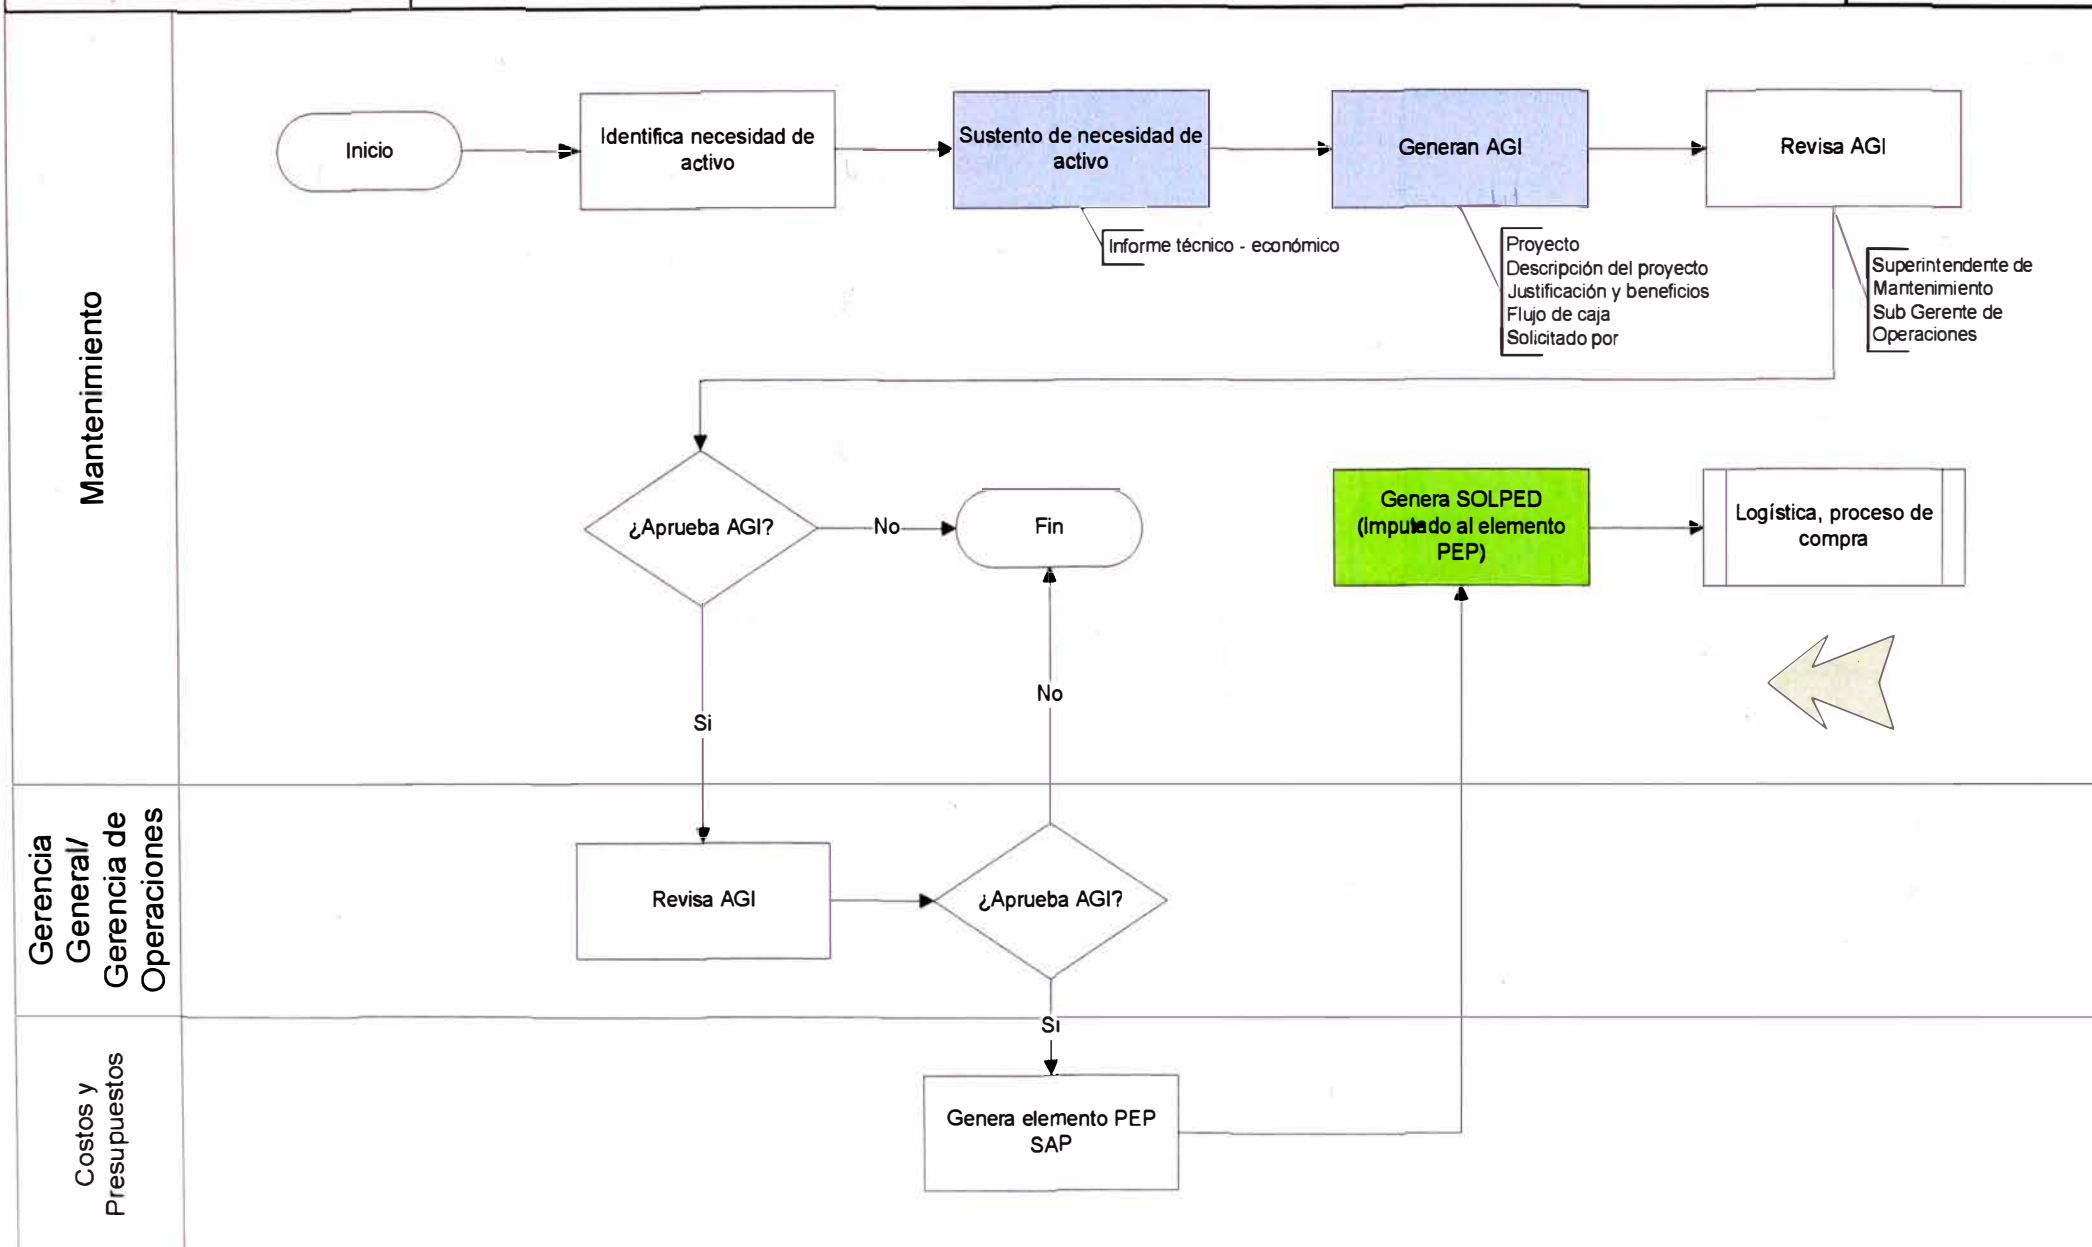 Mantenimiento
Inicio
Identifica necesidad de
activo
Sustento de necesidad de
activo
Generan AGI
Revisa AGI
Informe técnico - económico
Proyecto
Descripción del proyecto
Justificación y beneficios
Flujo de caja
Solicitado por
Superintendente de
Mantenimiento
Sub Gerente de
Operaciones
¿Aprueba AGI?
No
Fin
Genera SOLPED
(imputado al elemento
PEP)
Logística, proceso de
compra
Si
No
Gerencia
General/
Gerencia de
Operaciones
Revisa AGI
¿Aprueba AGI?
Si
Costos y
Presupuestos
Genera elemento PEP
SAP